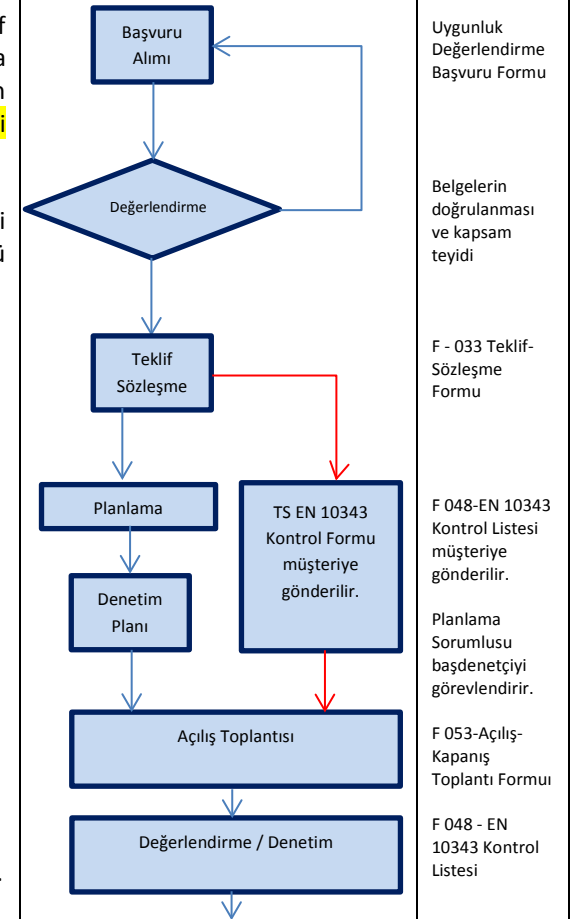 f
a
n
i
i
ü
.
Başvuru
Alımı
Değerlendirme
Teklif
Sözleşme
Planlama
TS EN 10343
Kontrol Formu
müşteriye
gönderilir.
Denetim
Planı
Açılış Toplantısı
Değerlendirme / Denetim
Uygunluk
Değerlendirme
Başvuru Formu
Belgelerin
doğrulanması
ve kapsam
teyidi
F - 033 Teklif-
Sözleşme
Formu
F 048-EN 10343
Kontrol Listesi
müşteriye
gönderilir.
Planlama
Sorumlusu
başdenetçiyi
görevlendirir.
F 053-Açılış-
Kapanış
Toplantı Formuı
F 048 - EN
10343 Kontrol
Listesi